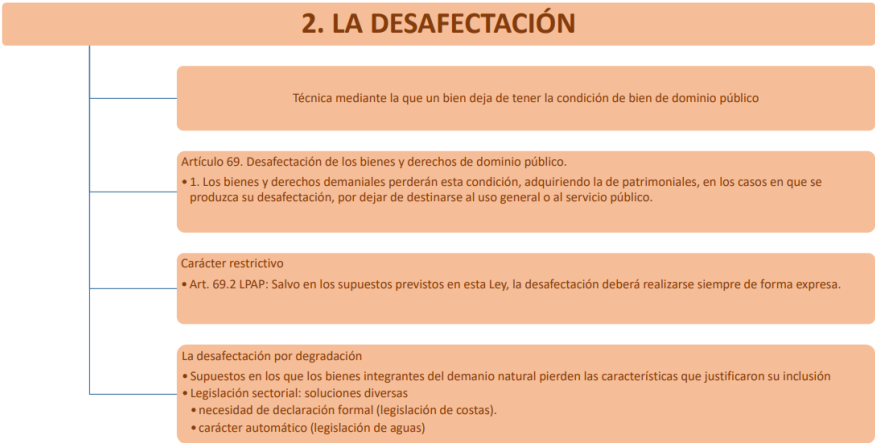 2. LA DESAFECTACIÓN
Técnica mediante la que un bien deja de tener la condición de bien de dominio público
Artículo 69. Desafectación de los bienes y derechos de dominio público.
• 1. Los bienes y derechos demaniales perderán esta condición, adquiriendo la de patrimoniales, en los casos en que se
produzca su desafectación, por dejar de destinarse al uso general o al servicio público.
Carácter restrictivo
• Art. 69.2 LPAP: Salvo en los supuestos previstos en esta Ley, la desafectación deberá realizarse siempre de forma expresa.
La desafectación por degradación
• Supuestos en los que los bienes integrantes del demanio natural pierden las características que justificaron su inclusión
• Legislación sectorial: soluciones diversas
• necesidad de declaración formal (legislación de costas).
• carácter automático (legislación de aguas)